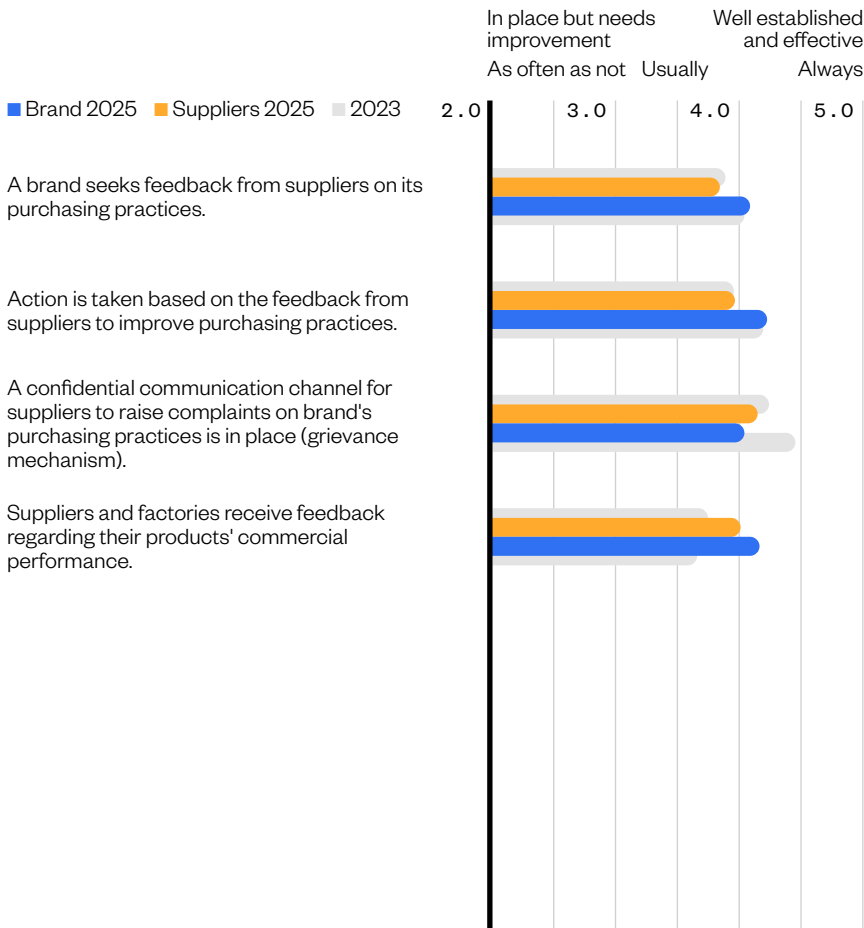 In place but needs
improvement
Well established
and effective
As often as not
Usually
Always
Brand 2025
Suppliers 2025
2023
2.0
3.0
4.0
5.0
A brand seeks feedback from suppliers on its
purchasing practices.
Action is taken based on the feedback from
suppliers to improve purchasing practices.
A confidential communication channel for
suppliers to raise complaints on brand's
purchasing practices is in place (grievance
mechanism).
Suppliers and factories receive feedback
regarding their products' commercial
performance.